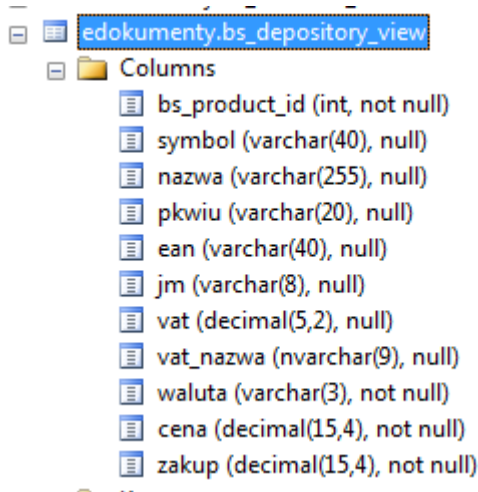 edokumenty.bs_depository_view
Columns
bs_product_id (int, not null)
symbol (varchar(40), null)
nazwa (varchar(255), null)
pkwiu (varchar(20), null)
ean (varchar(40), null)
jm (varchar(8), null)
vat (decimal(5,2), null)
vat_nazwa (nvarchar(9), null)
waluta (varchar(3), not null)
cena (decimal(15,4), not null)
zakup (decimal(15,4), not null)